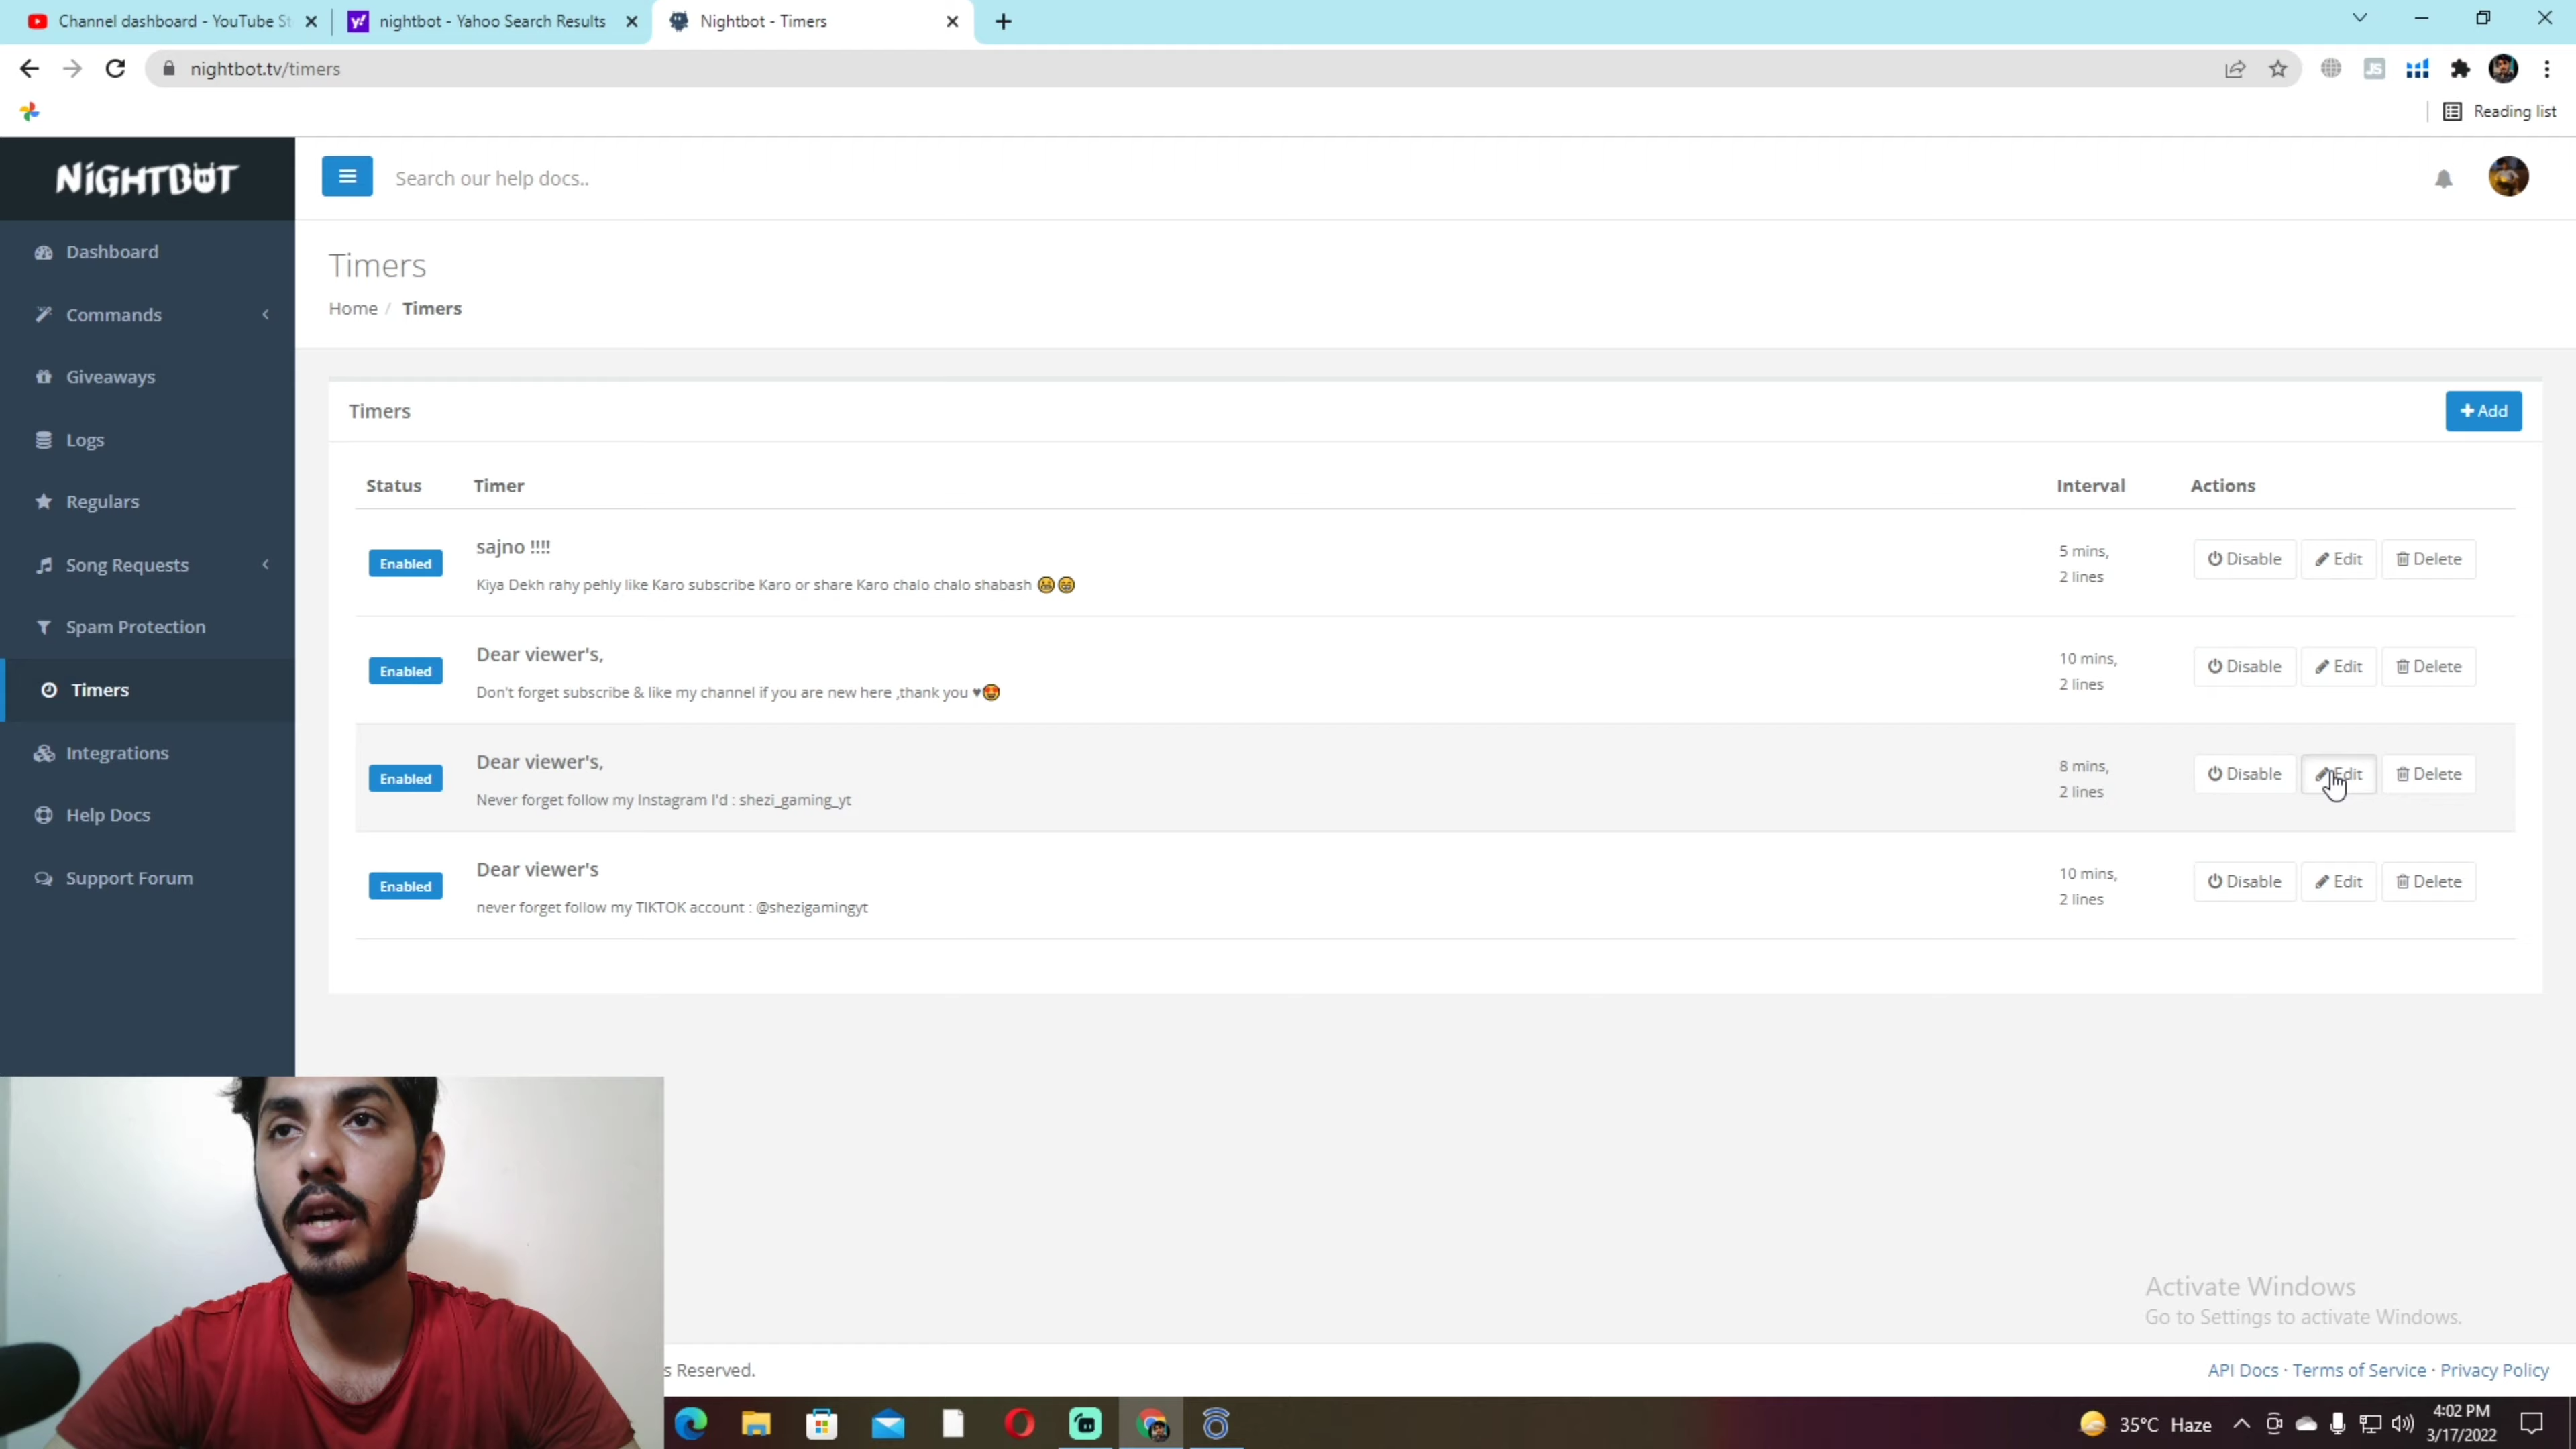 Channel dashboard - YouTube St
nightbot - Yahoo Search Results
Nightbot - Timers
nightbot.tv/timers
Reading list
NiGHTBOT
Search our help docs..
Dashboard
Commands
Giveaways
Logs
Regulars
Song Requests
Spam Protection
Timers
Integrations
Help Docs
Support Forum
Timers
Home / Timers
Timers
Add
Status Timer Interval Actions
Enabled
sajno !!!!
Kiya Dekh rahy pehly like Karo subscribe Karo or share Karo chalo chalo shabash 😀😁
5 mins,
2 lines
Disable Edit Delete
Enabled
Dear viewer's,
Don't forget subscribe & like my channel if you are new here ,thank you ♥😍
10 mins,
2 lines
Disable Edit Delete
Enabled
Dear viewer's,
Never forget follow my Instagram I'd : shezi_gaming_yt
8 mins,
2 lines
Disable Edit Delete
Enabled
Dear viewer's
never forget follow my TIKTOK account : @shezigamingyt
10 mins,
2 lines
Disable Edit Delete
Activate Windows
Go to Settings to activate Windows.
s Reserved.
API Docs · Terms of Service · Privacy Policy
35°C Haze
4:02 PM
3/17/2022